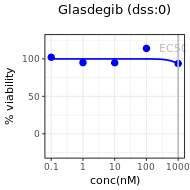 Glasdegib (dss:0)
% viability
100
50
0
EC50
0.1 1 10 100 1000
conc(nM)